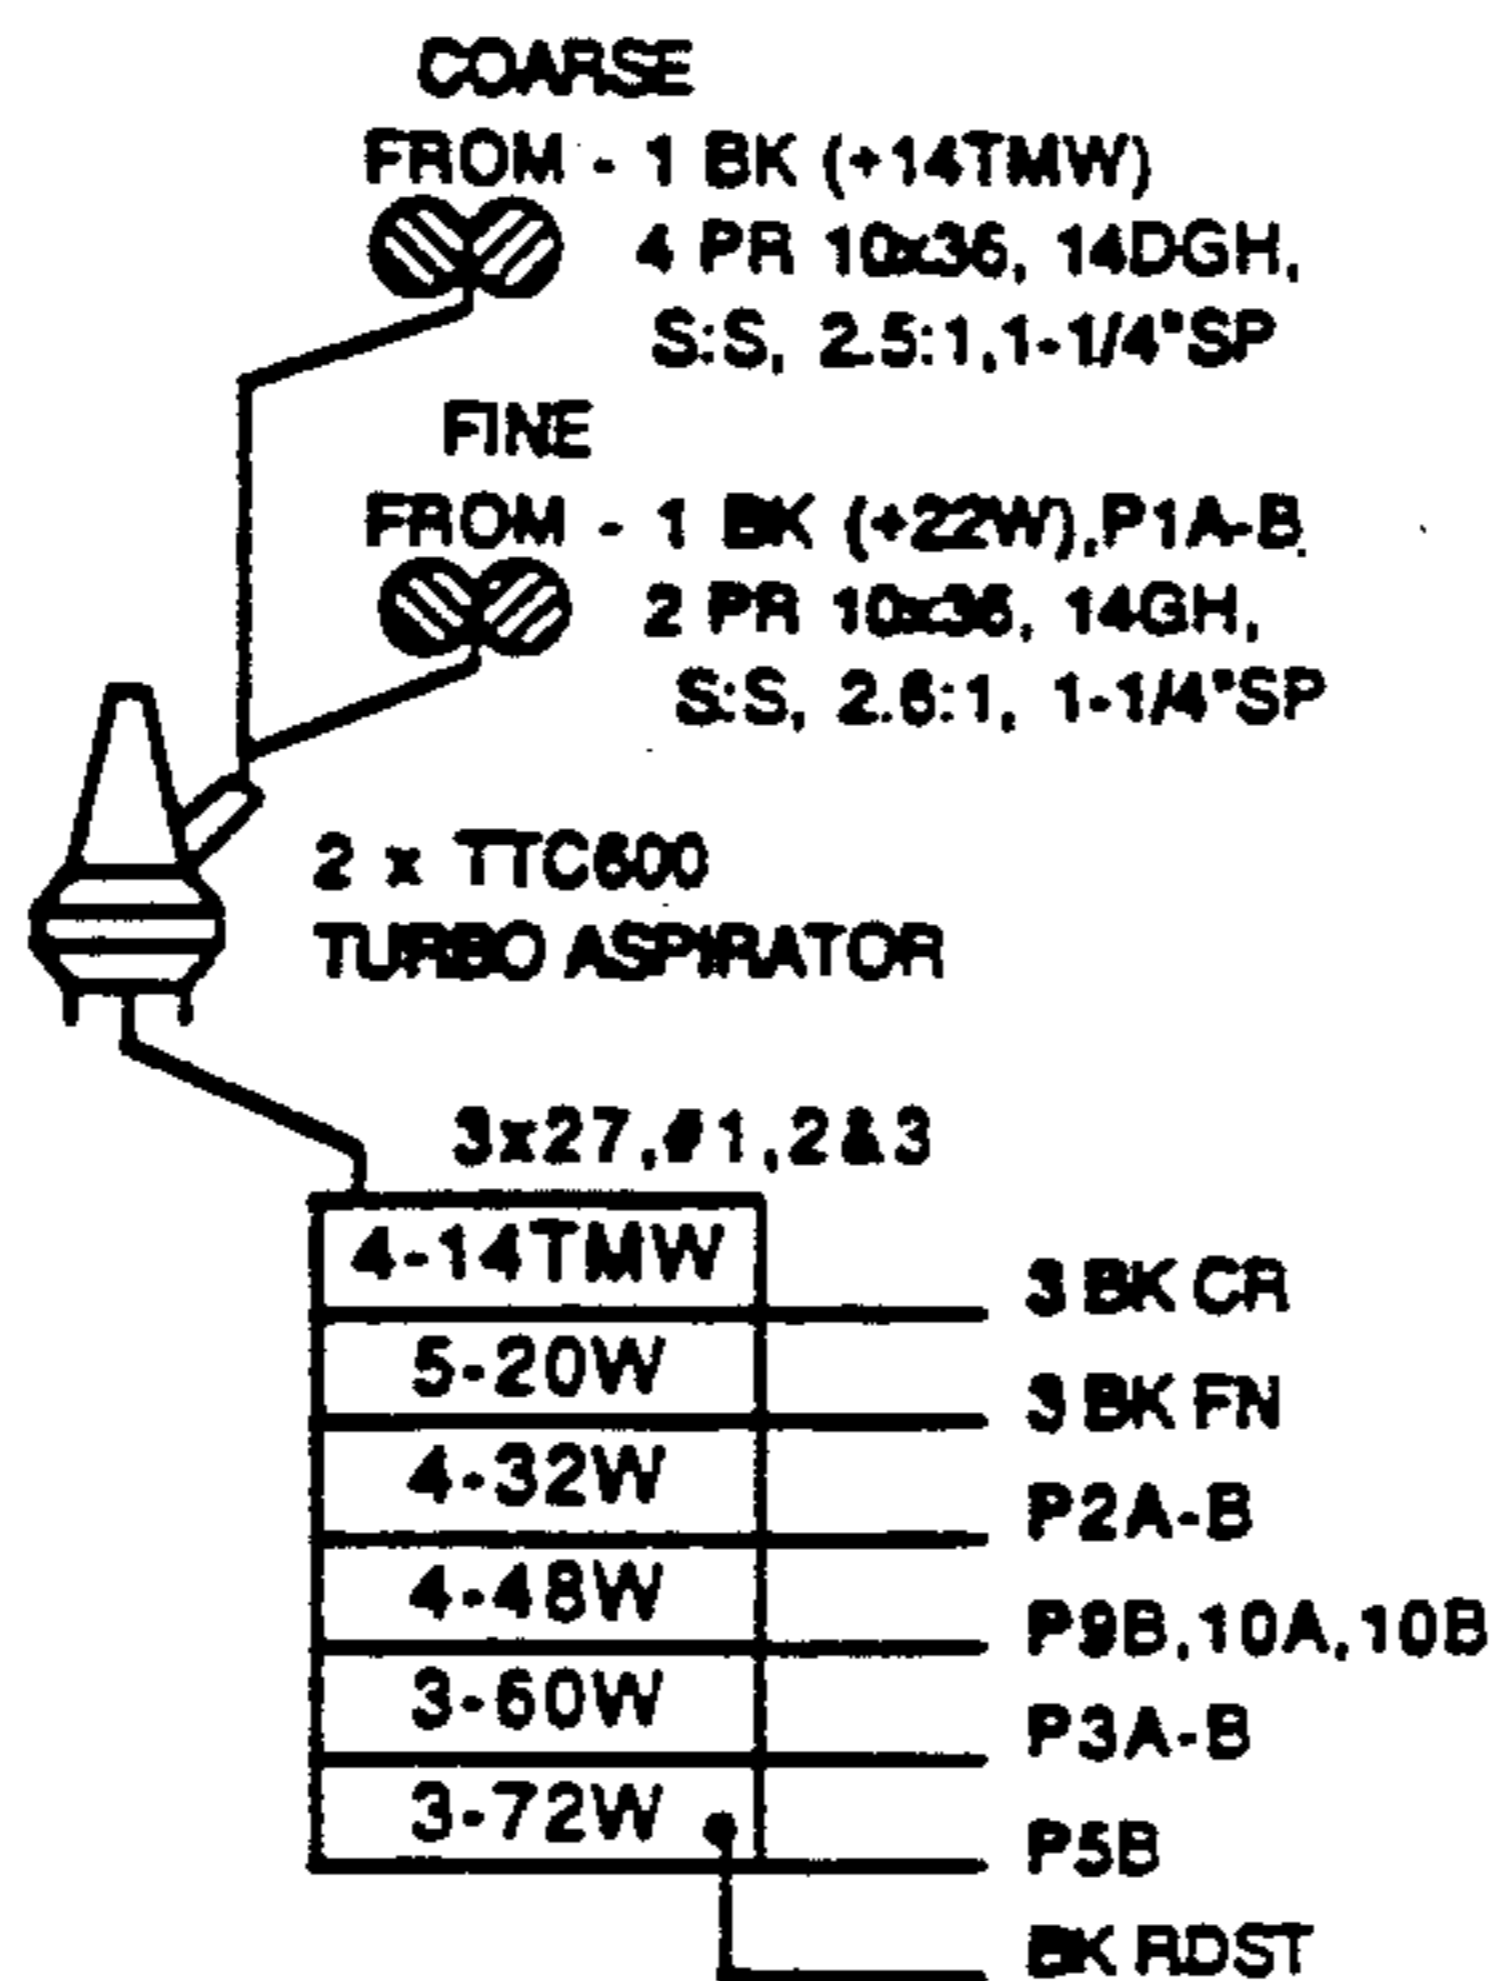 COARSE
FROM - 1 BK (+14TMW)
4 PR 10x36, 14DGH,
S:S, 2.5:1,1-1/4"SP
FINE
FROM - 1 BK (+22W),P1A-B
2 PR 10x36, 14GH,
S:S, 2.6:1, 1-1/4"SP
2 x TTC600
TURBO ASPIRATOR
3x27,#1,2&3
4-14TMW
3 BK CR
5-20W
3 BK FN
4-32W
P2A-B
4-48W
P9B,10A,10B
3-60W
P3A-B
3-72W
P5B
BK RDST